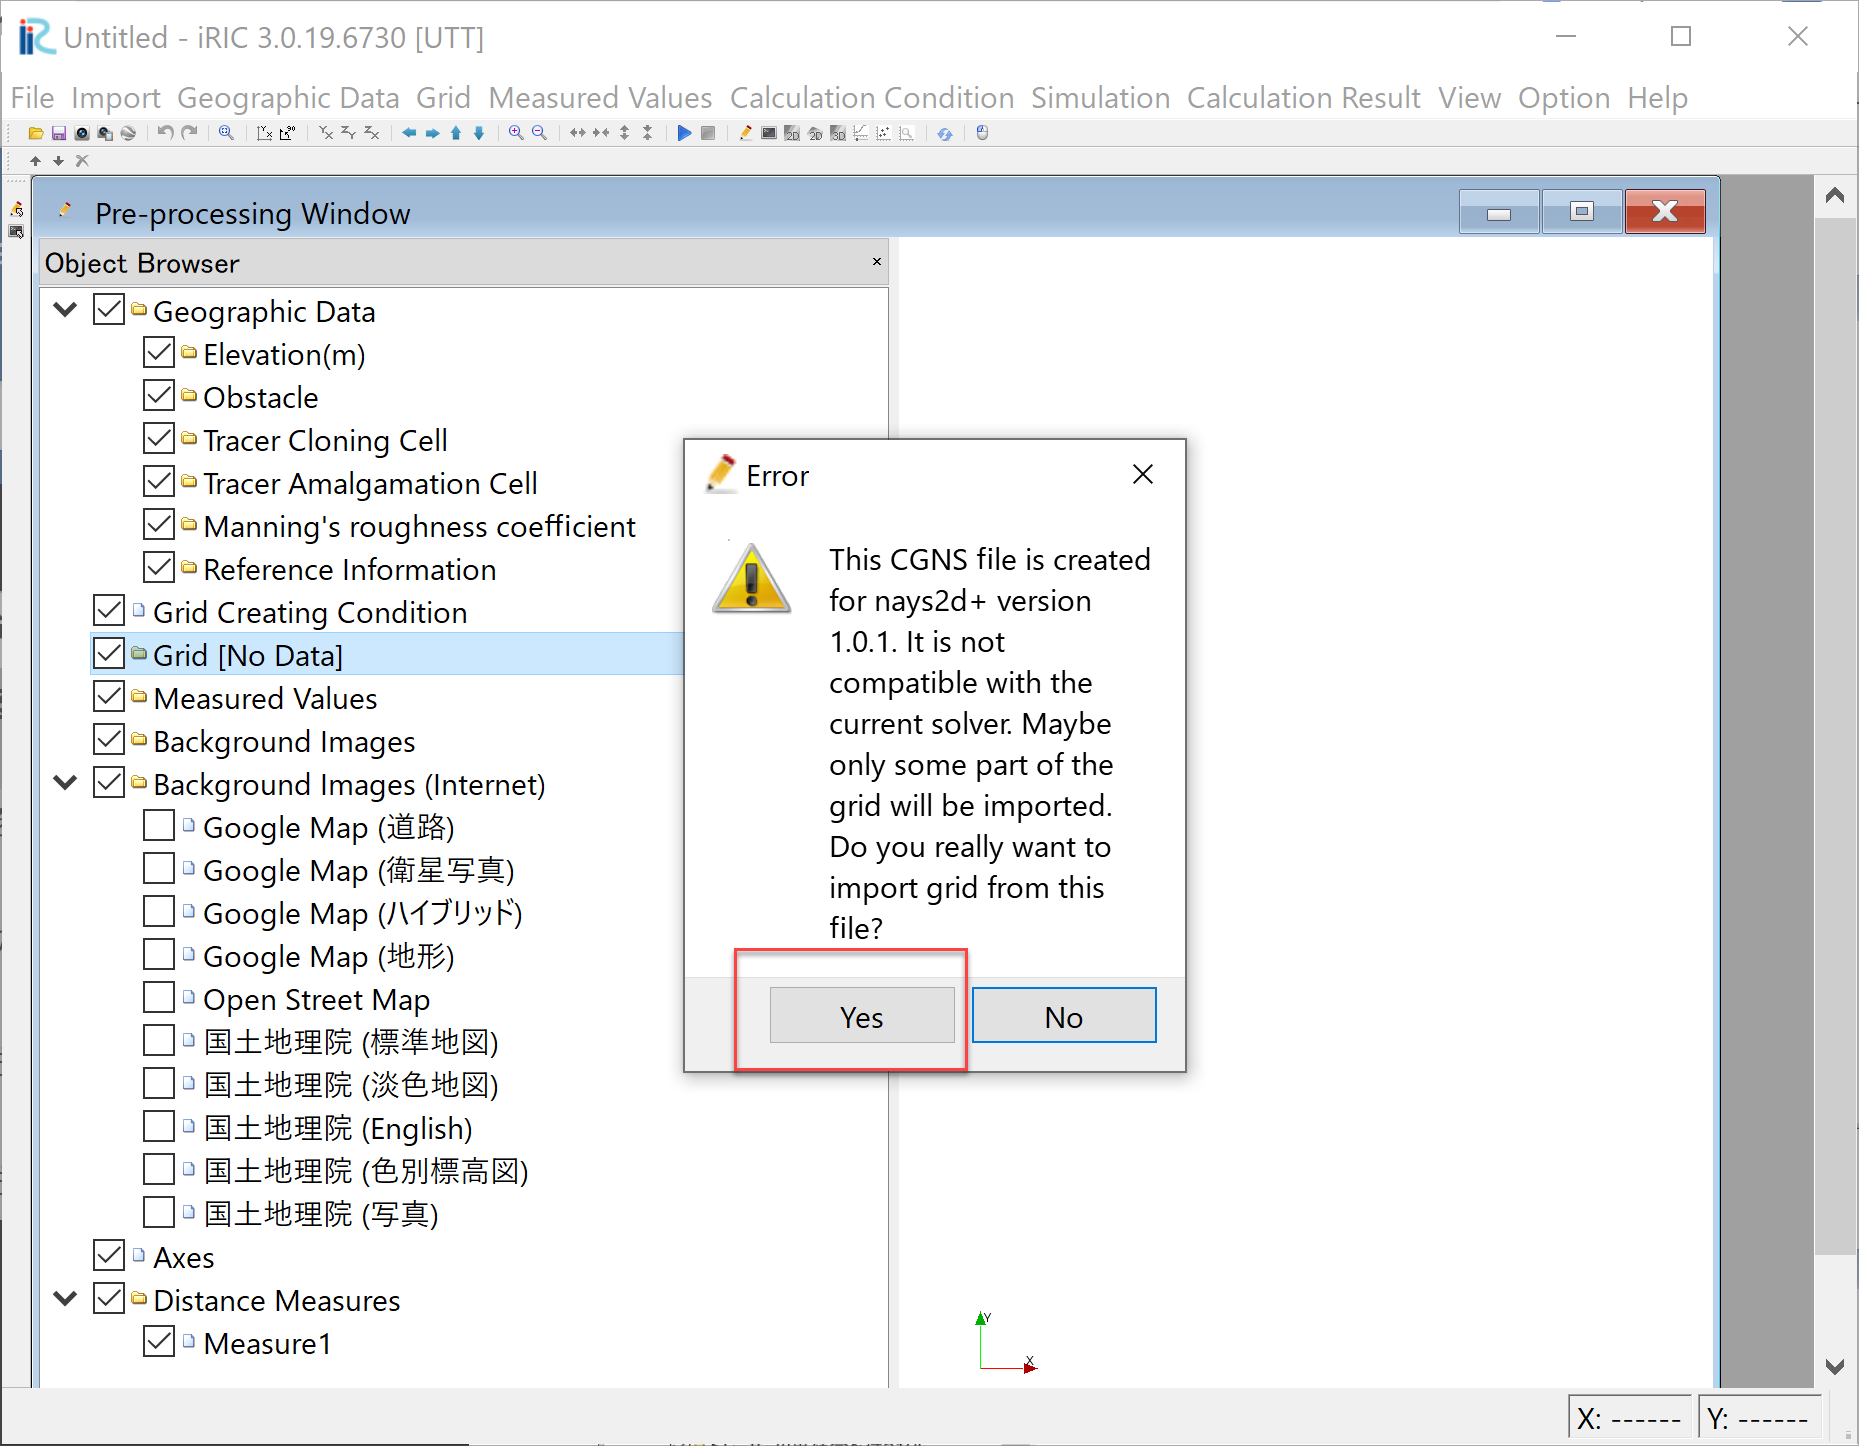 Untitled - iRIC 3.0.19.6730 [UTT]
File Import Geographic Data Grid Measured Values Calculation Condition Simulation Calculation Result View Option Help
Pre-processing Window
Object Browser
Geographic Data
Elevation(m)
Obstacle
Tracer Cloning Cell
Tracer Amalgamation Cell
Manning's roughness coefficient
Reference Information
Grid Creating Condition
Grid [No Data]
Measured Values
Background Images
Background Images (Internet)
Google Map (道路)
Google Map (衛星写真)
Google Map (ハイブリッド)
Google Map (地形)
Open Street Map
国土地理院 (標準地図)
国土地理院 (淡色地図)
国土地理院 (English)
国土地理院 (色別標高図)
国土地理院 (写真)
Axes
Distance Measures
Measure1
Error
This CGNS file is created
for nays2d+ version
1.0.1. It is not
compatible with the
current solver. Maybe
only some part of the
grid will be imported.
Do you really want to
import grid from this
file?
Yes No
Y
X
X: ------ Y: ------